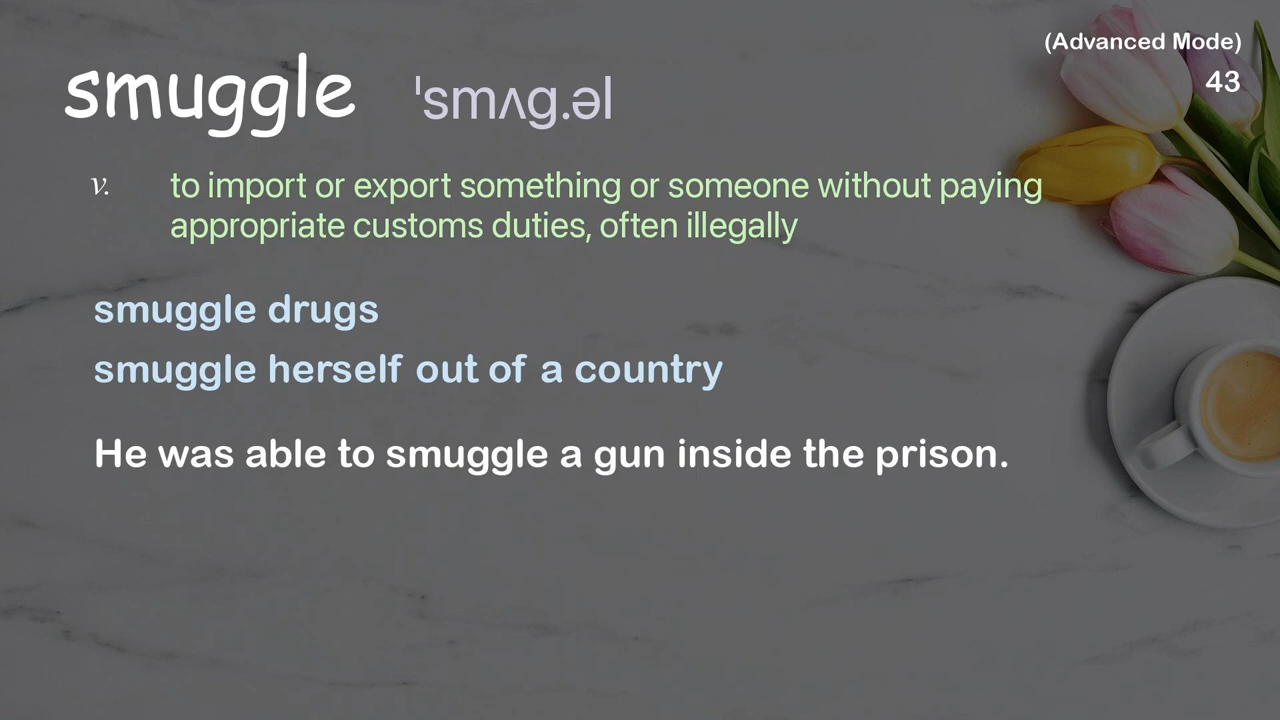 (Advanced Mode)
smuggle ˈsmʌg.əl
43
v. to import or export something or someone without paying
appropriate customs duties, often illegally
smuggle drugs
smuggle herself out of a country
He was able to smuggle a gun inside the prison.